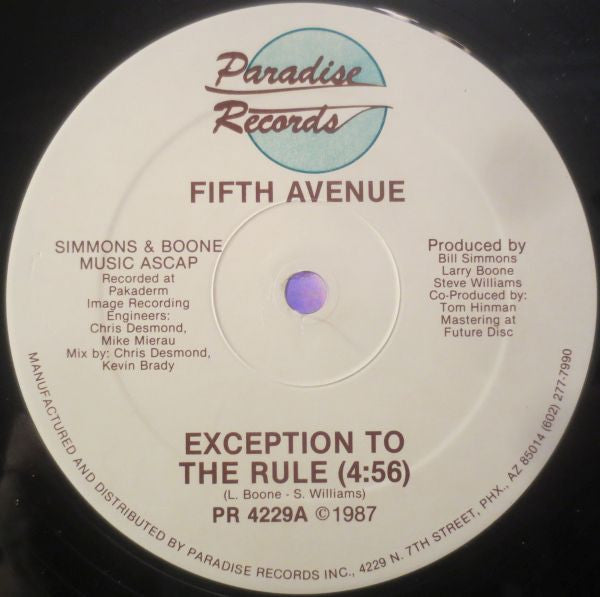 Paradise
Records
FIFTH AVENUE
SIMMONS & BOONE
MUSIC ASCAP
Recorded at
Pakaderm
Image Recording
Engineers:
Chris Desmond,
Mike Mierau
Mix by: Chris Desmond,
Kevin Brady
Produced by
Bill Simmons
Larry Boone
Steve Williams
Co-Produced by:
Tom Hinman
Mastering at
Future Disc
EXCEPTION TO
THE RULE (4:56)
(L. Boone - S. Williams)
PR 4229A ©1987
MANUFACTURED AND DISTRIBUTED BY PARADISE RECORDS INC., 4229 N. 7TH STREET, PHX., AZ 85014 (602) 277-7990